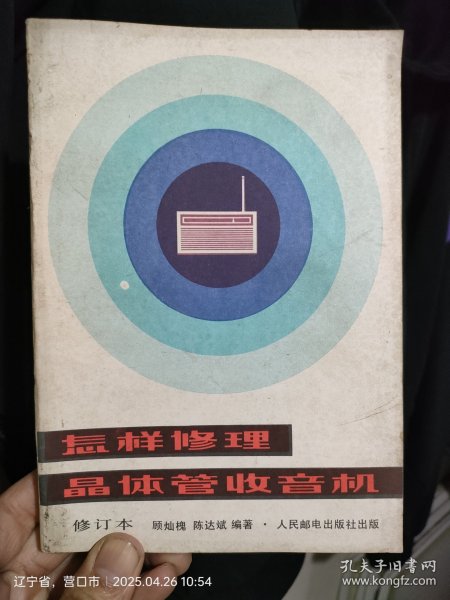 怎样修理
晶体管收音机
修订本 顾灿槐 陈达斌 编著·人民邮电出版社出版
辽宁省，营口市 | 2025.04.26 10:54
孔夫子旧书网
www.kongfz.com